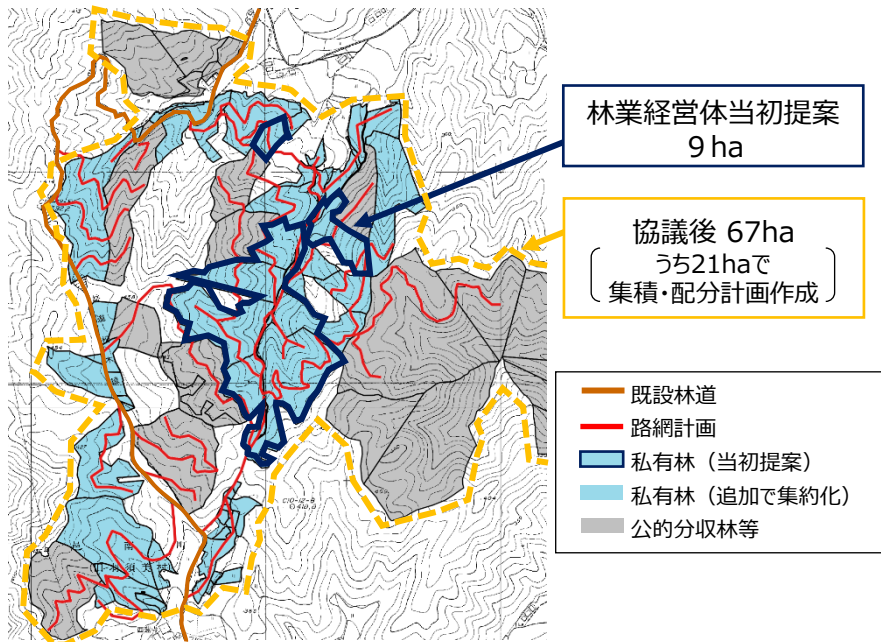 林業経営体当初提案
9ha
協議後 67ha
うち21haで
集積・配分計画作成
既設林道
路網計画
私有林（当初提案）
私有林（追加で集約化）
公的分収林等